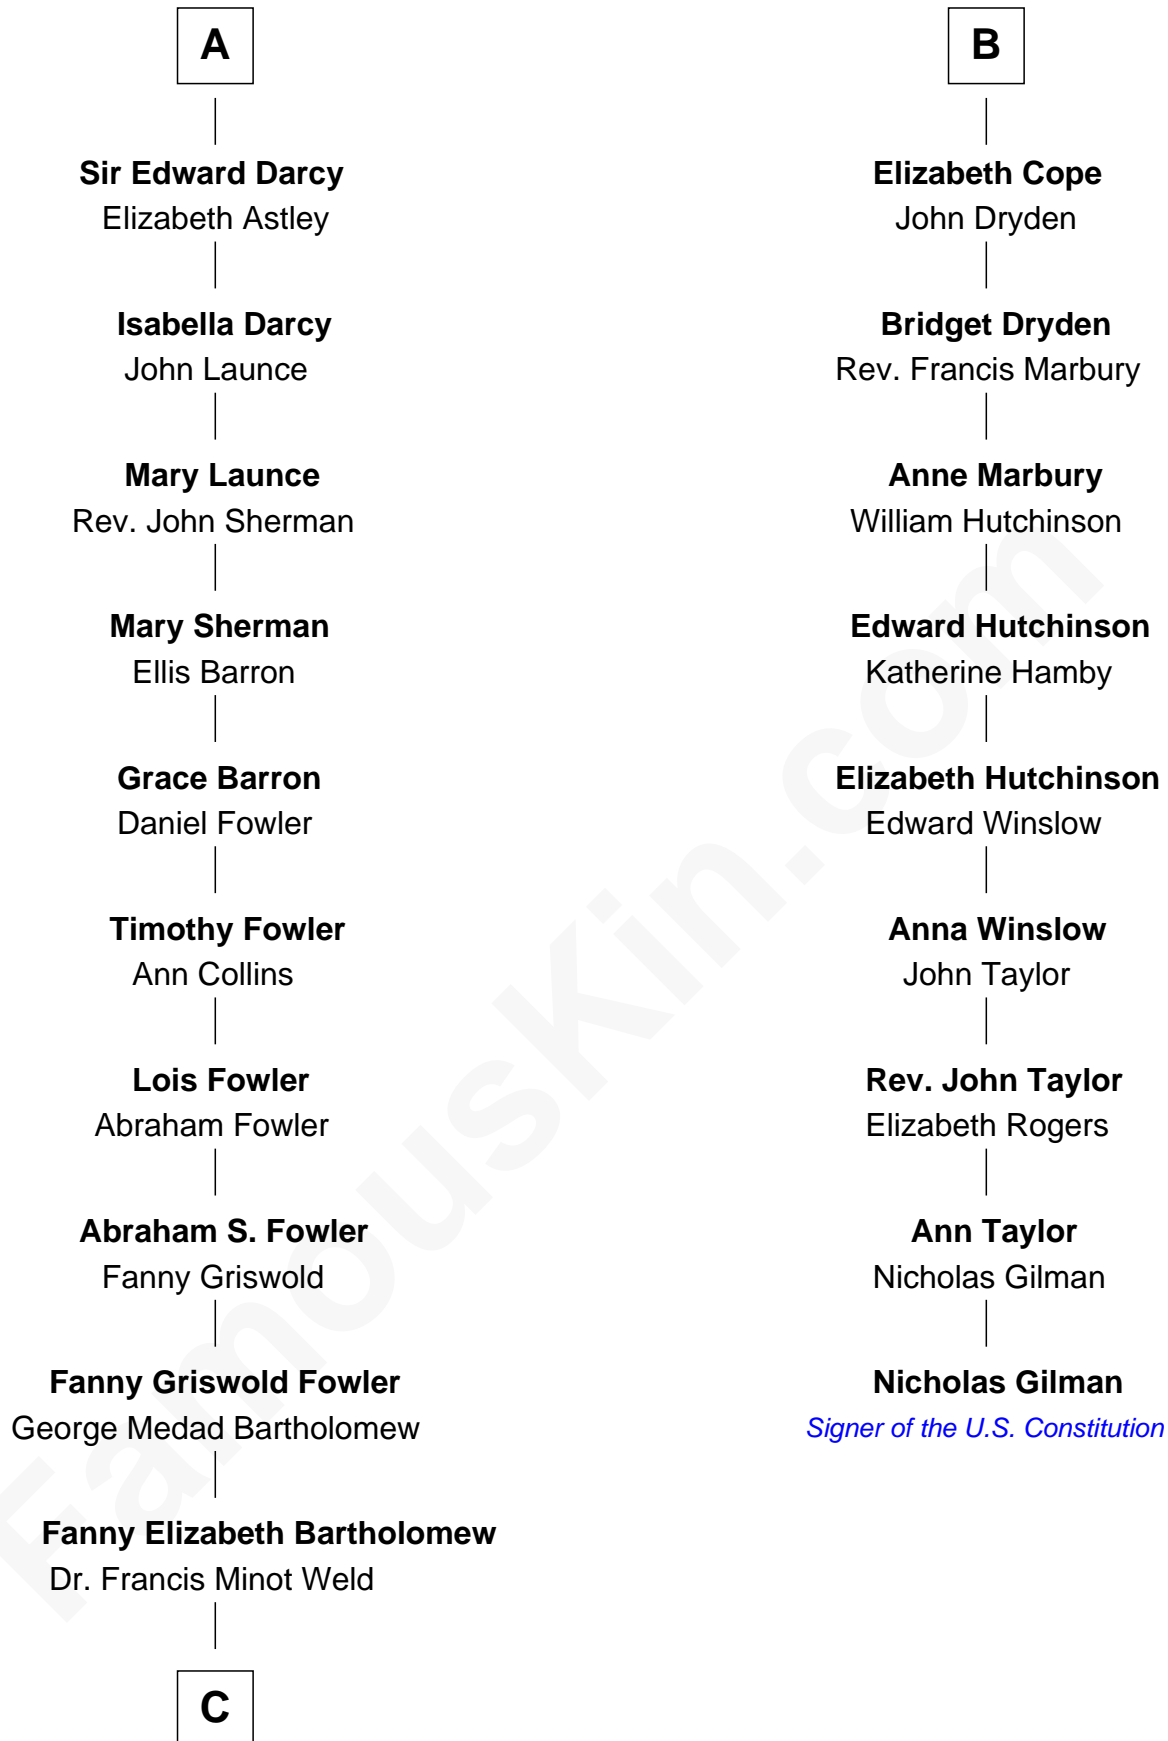 A
Sir Edward Darcy
Elizabeth Astley
Isabella Darcy
John Launce
Mary Launce
Rev. John Sherman
Mary Sherman
Ellis Barron
Grace Barron
Daniel Fowler
Timothy Fowler
Ann Collins
Lois Fowler
Abraham Fowler
Abraham S. Fowler
Fanny Griswold
Fanny Griswold Fowler
George Medad Bartholomew
Fanny Elizabeth Bartholomew
Dr. Francis Minot Weld
C
B
Elizabeth Cope
John Dryden
Bridget Dryden
Rev. Francis Marbury
Anne Marbury
William Hutchinson
Edward Hutchinson
Katherine Hamby
Elizabeth Hutchinson
Edward Winslow
Anna Winslow
John Taylor
Rev. John Taylor
Elizabeth Rogers
Ann Taylor
Nicholas Gilman
Nicholas Gilman
Signer of the U.S. Constitution
FamousKin.com